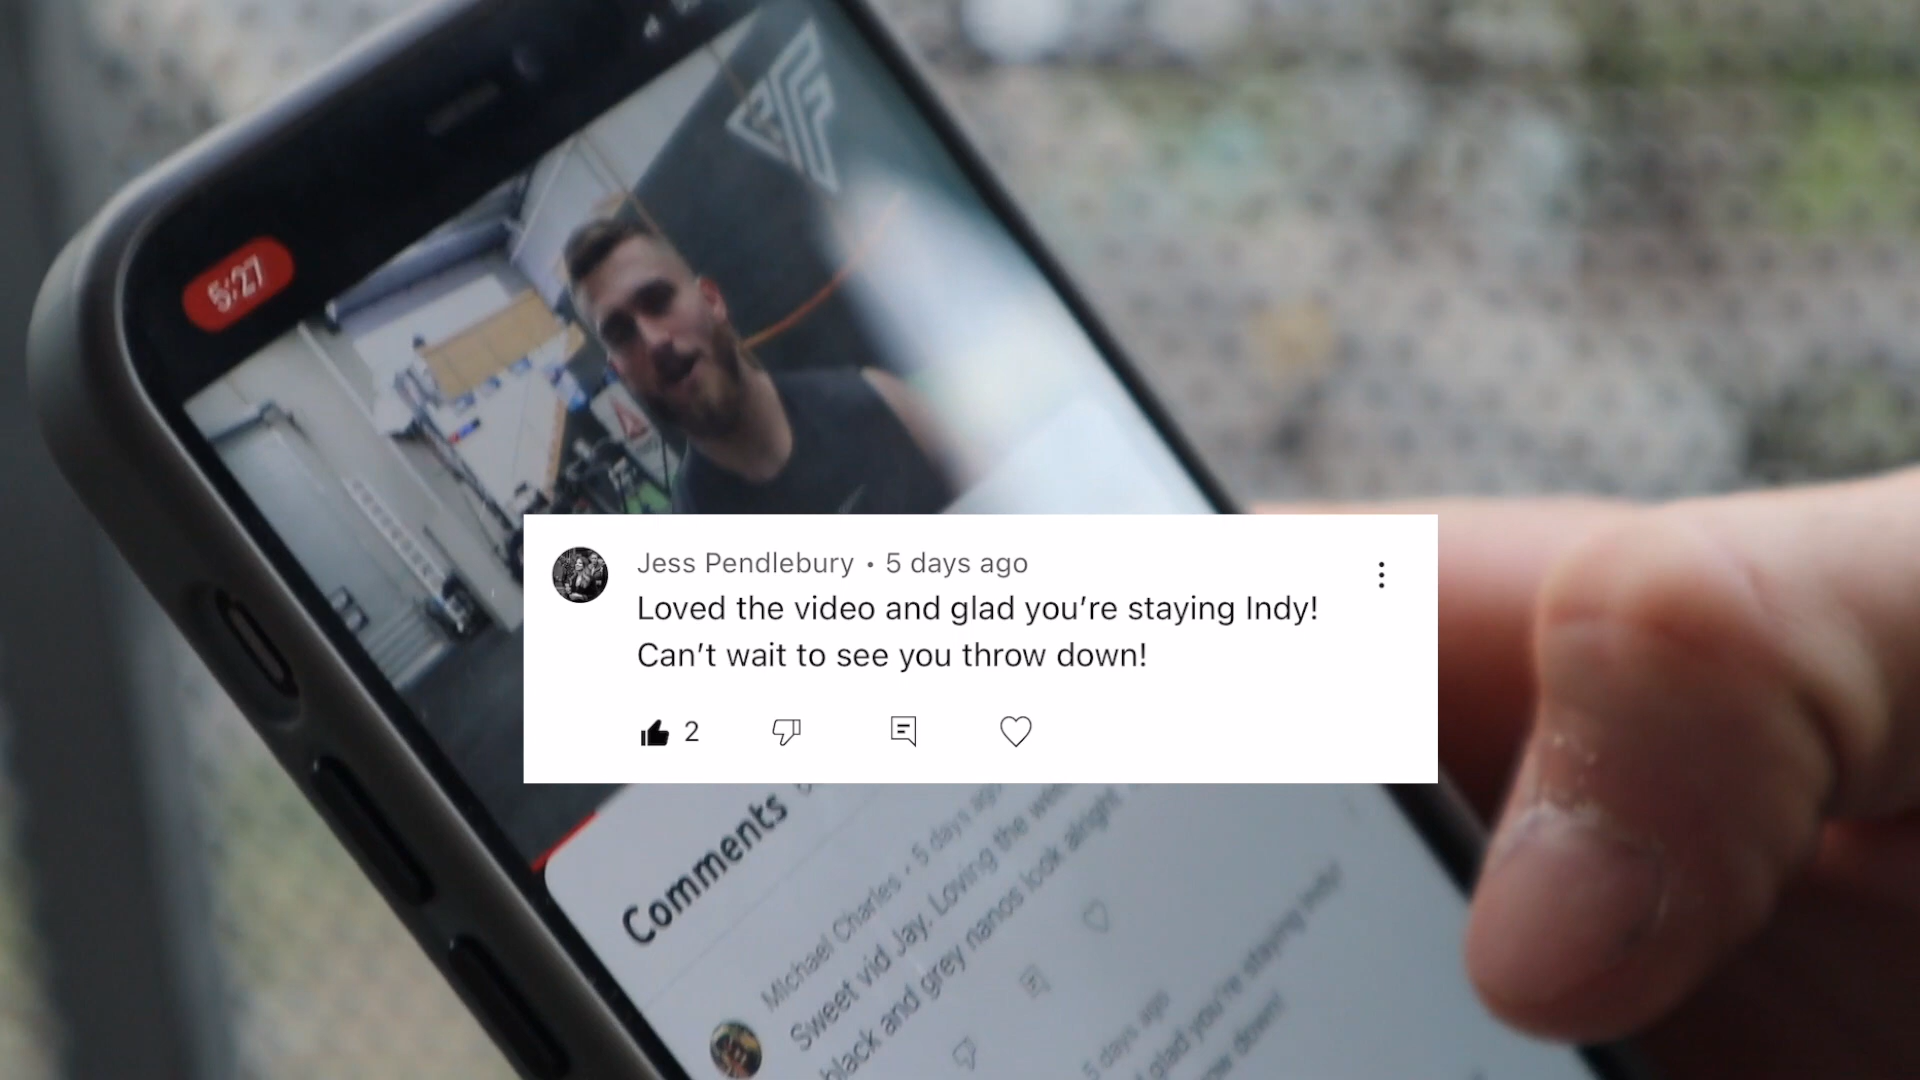 5:27
Jess Pendlebury • 5 days ago
Loved the video and glad you're staying Indy!
Can't wait to see you throw down!
2
Comments
Michael Charles • 5 days ago
Sweet vid Jay. Loving the
black and grey nanos look alright
5 days ago
glad you're staying Indy!
down!